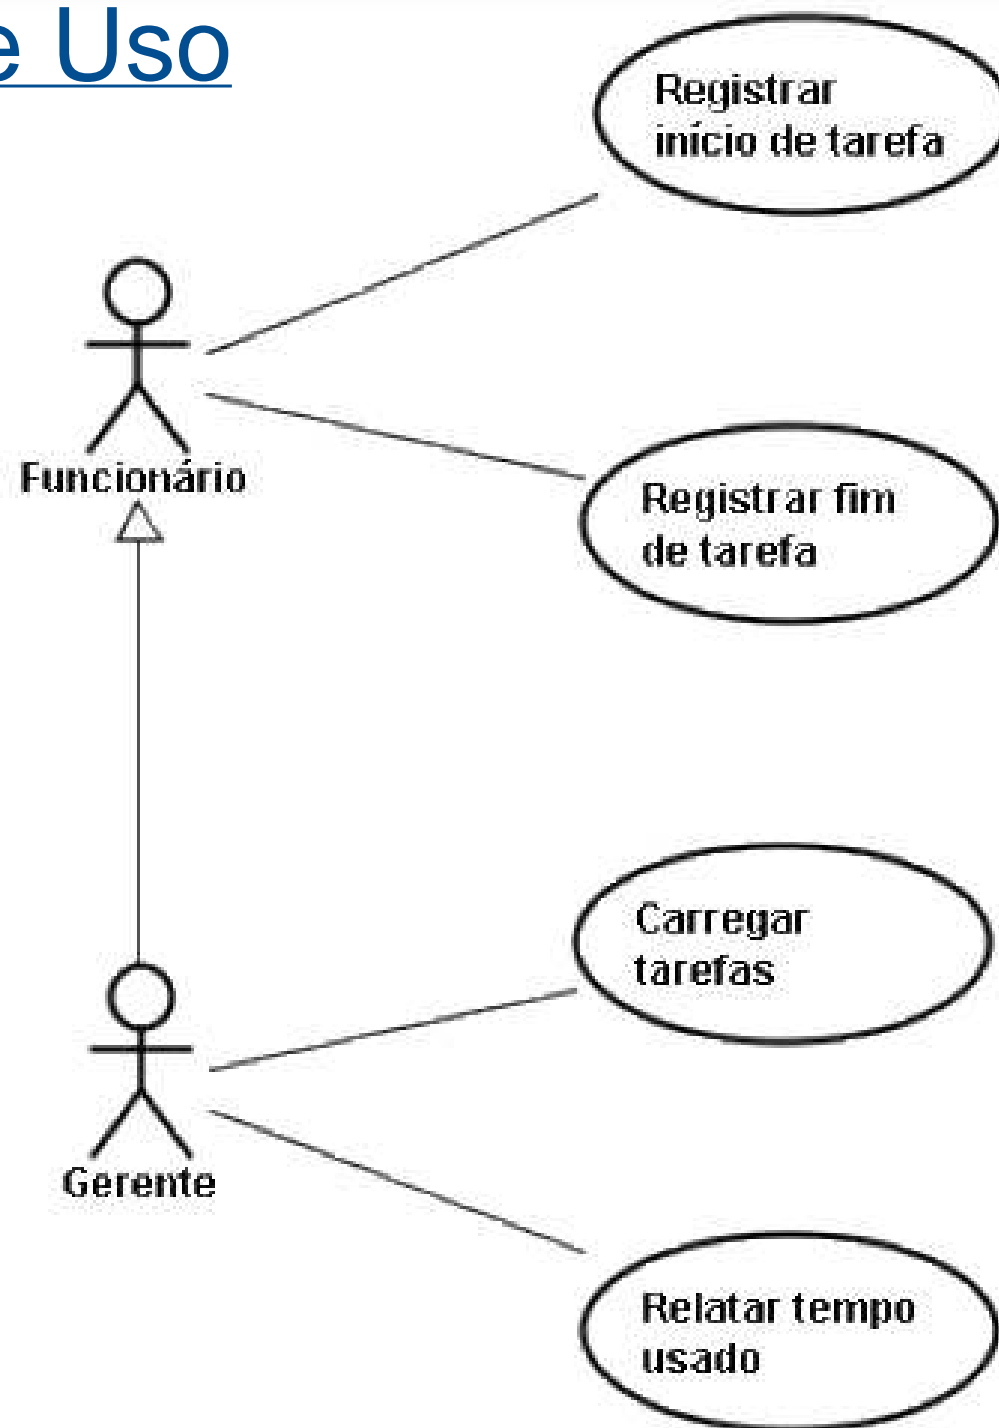 e Uso
Registrar
início de tarefa
Funcionário
Registrar fim
de tarefa
Carregar
tarefas
Gerente
Relatar tempo
usado